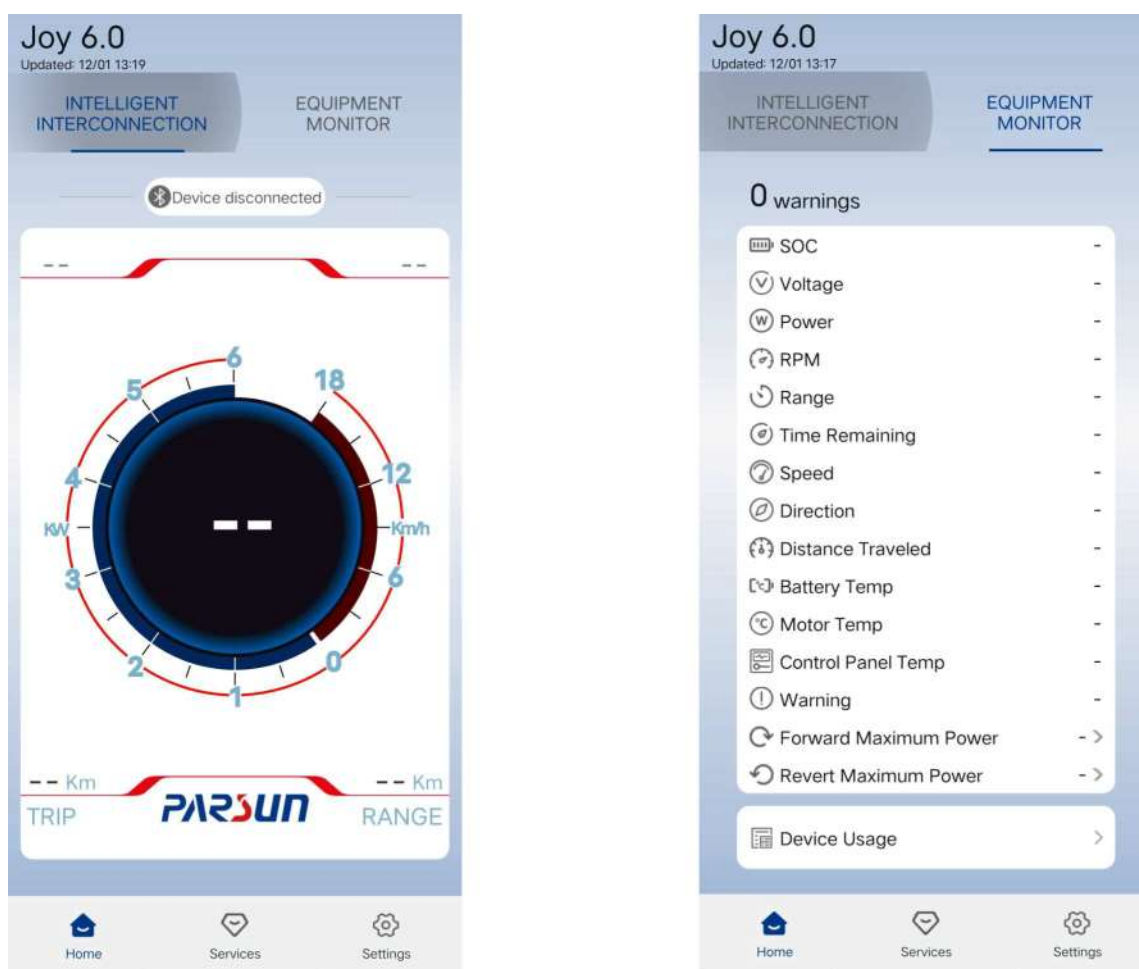 Joy 6.0
Updated: 12/01 13:19
INTELLIGENT
INTERCONNECTION
EQUIPMENT
MONITOR
Device disconnected
-- --
6
5
18
4
12
KW
--
Km/h
3
6
2
0
1
-- Km
-- Km
TRIP
PARSUN
RANGE
Home
Services
Settings
Joy 6.0
Updated: 12/01 13:17
INTELLIGENT
INTERCONNECTION
EQUIPMENT
MONITOR
0 warnings
SOC -
V Voltage -
W Power -
RPM -
Range -
Time Remaining -
Speed -
Direction -
Distance Traveled -
°C Battery Temp -
°C Motor Temp -
Control Panel Temp -
Warning -
Forward Maximum Power - >
Revert Maximum Power - >
Device Usage >
Home
Services
Settings